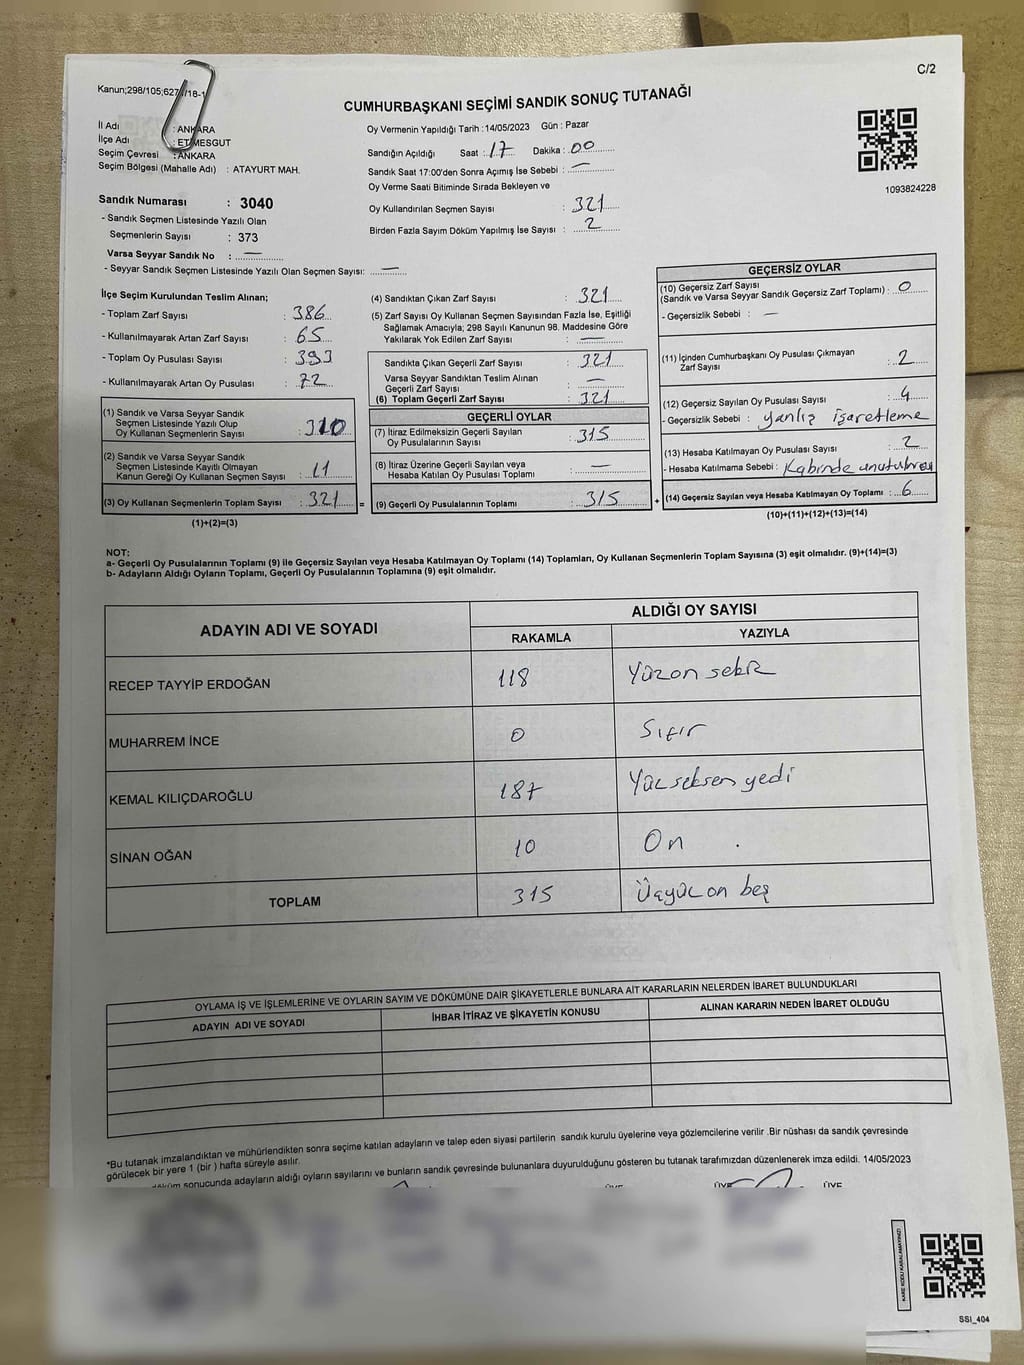 C/2
Kanun;298/105;627 /18-1
CUMHURBAŞKANI SEÇİMİ SANDIK SONUÇ TUTANAĞI
İl Adı : ANKARA
İlçe Adı : ETİMESGUT
Seçim Çevresi : ANKARA
Seçim Bölgesi (Mahalle Adı) : ATAYURT MAH.
Oy Vermenin Yapıldığı Tarih :14/05/2023 Gün : Pazar
Sandığın Açıldığı Saat : 17 Dakika : 00
Sandık Saat 17:00'den Sonra Açımış İse Sebebi : —
Oy Verme Saati Bitiminde Sırada Bekleyen ve
Oy Kullandırılan Seçmen Sayısı : 321
Birden Fazla Sayım Döküm Yapılmış İse Sayısı : 2
1093824228
Sandık Numarası : 3040
- Sandık Seçmen Listesinde Yazılı Olan
Seçmenlerin Sayısı : 373
Varsa Seyyar Sandık No : —
- Seyyar Sandık Seçmen Listesinde Yazılı Olan Seçmen Sayısı: —
İlçe Seçim Kurulundan Teslim Alınan;
- Toplam Zarf Sayısı : 386
- Kullanılmayarak Artan Zarf Sayısı : 65
- Toplam Oy Pusulası Sayısı : 393
- Kullanılmayarak Artan Oy Pusulası : 72
(1) Sandık ve Varsa Seyyar Sandık
Seçmen Listesinde Yazılı Olup
Oy Kullanan Seçmenlerin Sayısı : 310
(2) Sandık ve Varsa Seyyar Sandık
Seçmen Listesinde Kayıtlı Olmayan
Kanun Gereği Oy Kullanan Seçmen Sayısı : 11
(3) Oy Kullanan Seçmenlerin Toplam Sayısı : 321 =
(1)+(2)=(3)
(4) Sandıktan Çıkan Zarf Sayısı : 321
(5) Zarf Sayısı Oy Kullanan Seçmen Sayısından Fazla İse, Eşitliği
Sağlamak Amacıyla; 298 Sayılı Kanunun 98. Maddesine Göre
Yakılarak Yok Edilen Zarf Sayısı : —
Sandıkta Çıkan Geçerli Zarf Sayısı : 321
Varsa Seyyar Sandıktan Teslim Alınan
Geçerli Zarf Sayısı : —
(6) Toplam Geçerli Zarf Sayısı : 321
GEÇERLİ OYLAR
(7) İtiraz Edilmeksizin Geçerli Sayılan
Oy Pusulalarının Sayısı : 315
(8) İtiraz Üzerine Geçerli Sayılan veya
Hesaba Katılan Oy Pusulası Toplamı : —
(9) Geçerli Oy Pusulalarının Toplamı : 315 +
GEÇERSİZ OYLAR
(10) Geçersiz Zarf Sayısı
(Sandık ve Varsa Seyyar Sandık Geçersiz Zarf Toplamı) : 0
- Geçersizlik Sebebi : —
(11) İçinden Cumhurbaşkanı Oy Pusulası Çıkmayan
Zarf Sayısı : 2
(12) Geçersiz Sayılan Oy Pusulası Sayısı : 4
- Geçersizlik Sebebi : yanlış işaretleme
(13) Hesaba Katılmayan Oy Pusulası Sayısı : 2
- Hesaba Katılmama Sebebi : Kabinde
(14) Geçersiz Sayılan veya Hesaba Katılmayan Oy Toplamı : 6
(10)+(11)+(12)+(13)=(14)
NOT:
a- Geçerli Oy Pusulalarının Toplamı (9) ile Geçersiz Sayılan veya Hesaba Katılmayan Oy Toplamı (14) Toplamları, Oy Kullanan Seçmenlerin Toplam Sayısına (3) eşit olmalıdır. (9)+(14)=(3)
b- Adayların Aldığı Oyların Toplamı, Geçerli Oy Pusulalarının Toplamına (9) eşit olmalıdır.
ADAYIN ADI VE SOYADI
ALDIĞI OY SAYISI
RAKAMLA YAZIYLA
RECEP TAYYİP ERDOĞAN 118 Yüzon sekiz
MUHARREM İNCE 0 Sıfır
KEMAL KILIÇDAROĞLU 187 Yüz seksen yedi
SİNAN OĞAN 10 On
TOPLAM 315 Üçyüz on beş
OYLAMA İŞ VE İŞLEMLERİNE VE OYLARIN SAYIM VE DÖKÜMÜNE DAİR ŞİKAYETLERLE BUNLARA AİT KARARLARIN NELERDEN İBARET BULUNDUKLARI
ADAYIN ADI VE SOYADI İHBAR İTİRAZ VE ŞİKAYETİN KONUSU ALINAN KARARIN NEDEN İBARET OLDUĞU
*Bu tutanak imzalandıktan ve mühürlendikten sonra seçime katılan adayların ve talep eden siyasi partilerin sandık kurulu üyelerine veya gözlemcilerine verilir .Bir nüshası da sandık çevresinde
görülecek bir yere 1 (bir ) hafta süreyle asılır.
döküm sonucunda adayların aldığı oyların sayılarını ve bunların sandık çevresinde bulunanlara duyurulduğunu gösteren bu tutanak tarafımızdan düzenlenerek imza edildi. 14/05/2023
ÜYE ÜYE ÜYE
KARE KODU KARALAMAYINIZ!
SSI_404